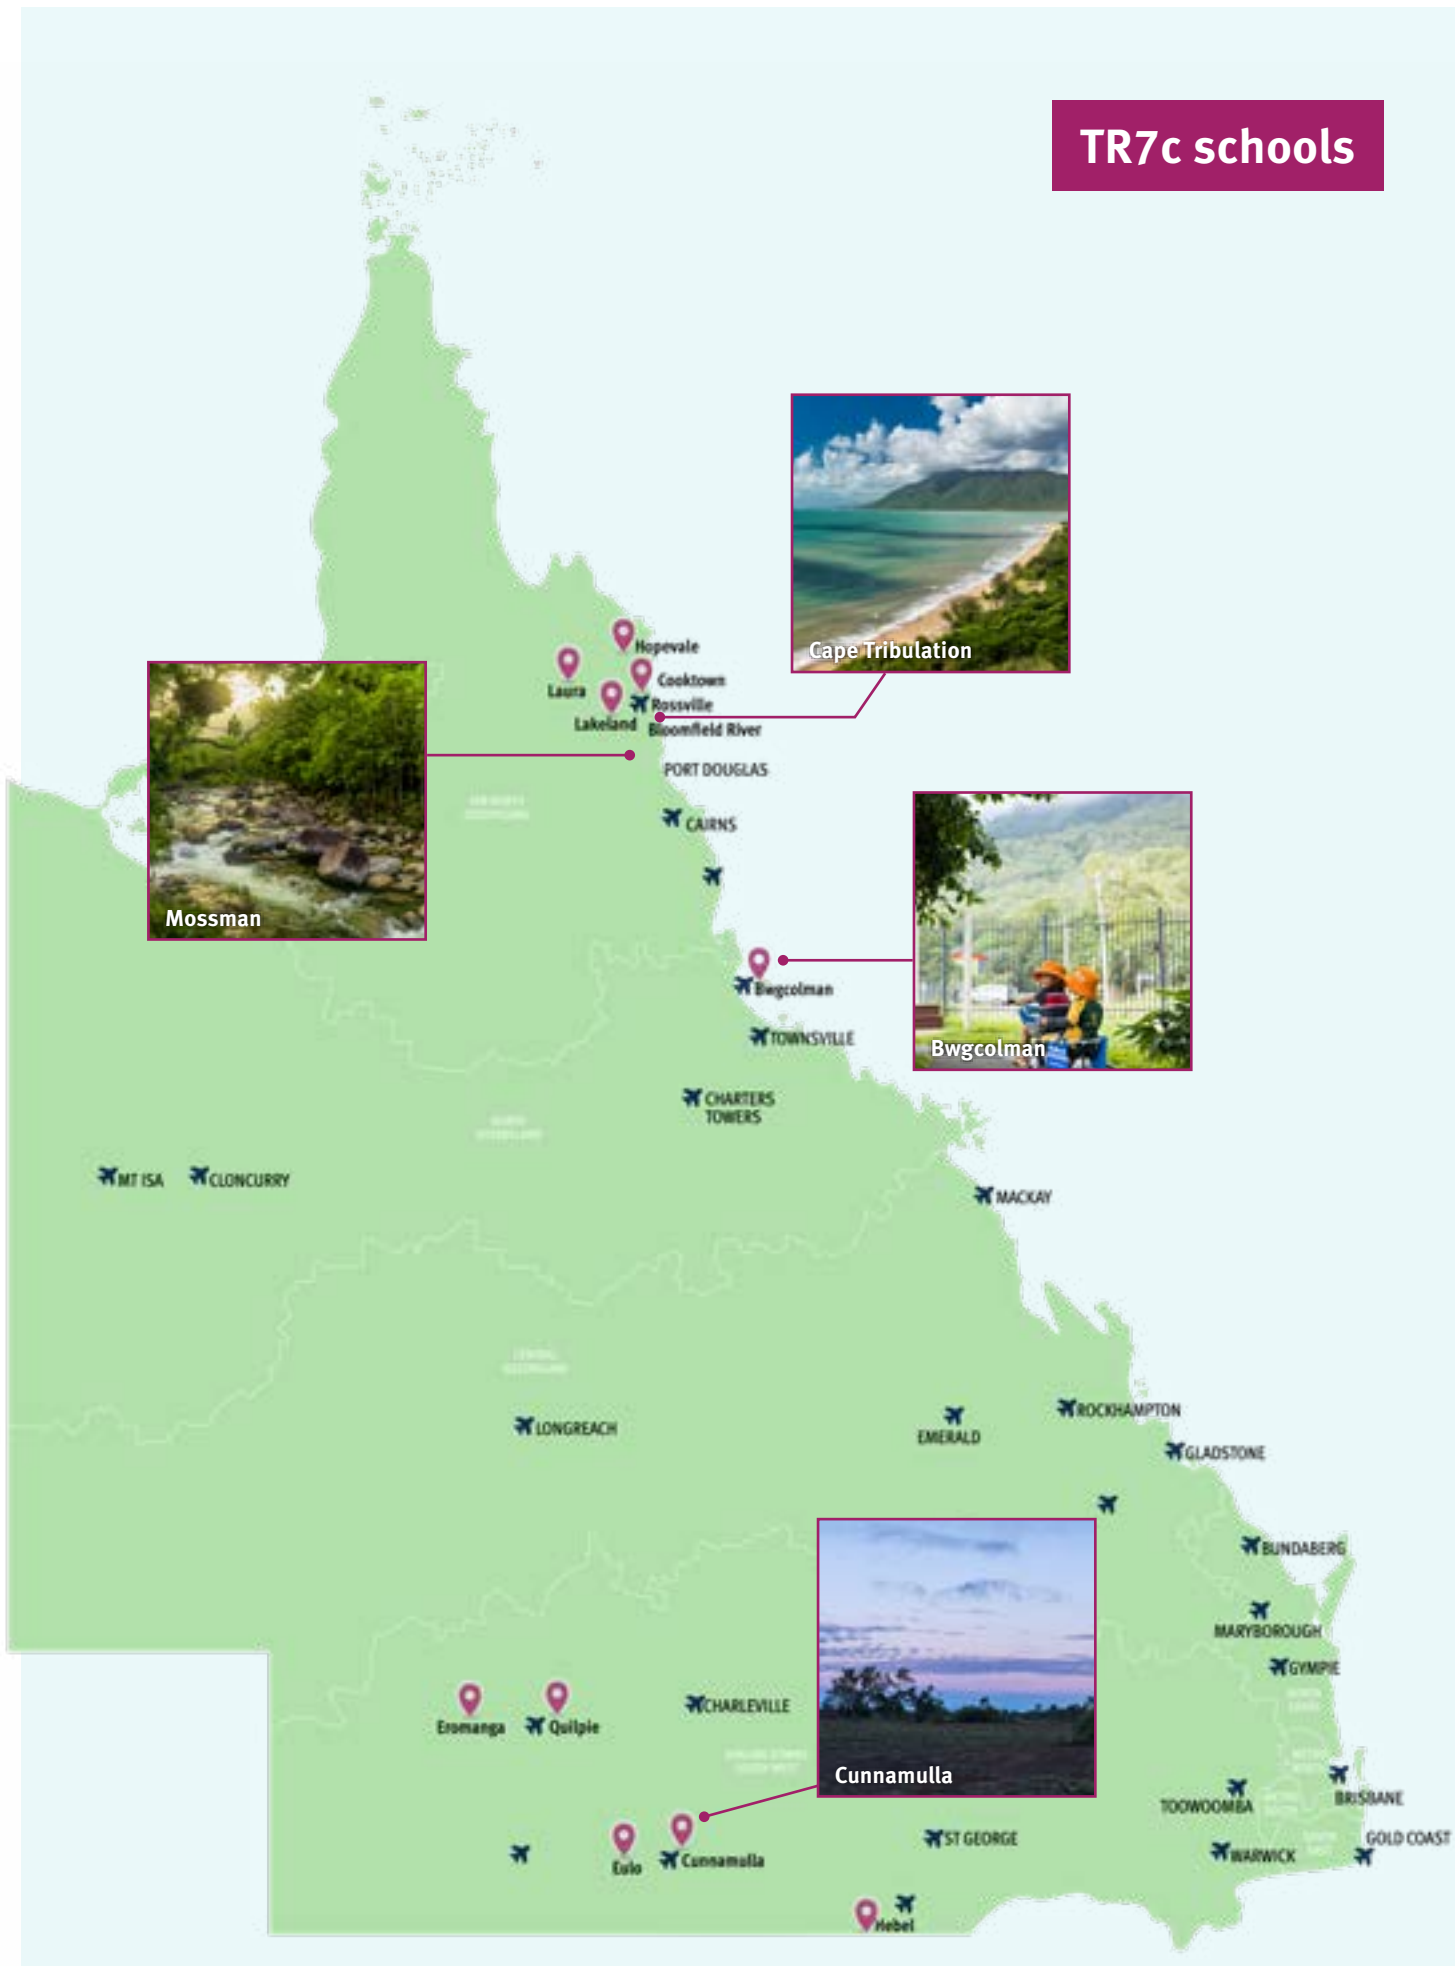 TR7c schools
Cape Tribulation
Hopevale
Cooktown
Laura
Rossville
Lakeland
Bloomfield River
PORT DOUGLAS
Mossman
CAIRNS
Bwgcolman
Bwgcolman
TOWNSVILLE
CHARTERS
TOWERS
MT ISA
CLONCURRY
MACKAY
LONGREACH
EMERALD
ROCKHAMPTON
GLADSTONE
BUNDABERG
MARYBOROUGH
GYMPIE
Eromanga
Quilpie
CHARLEVILLE
Cunnamulla
TOOWOOMBA
BRISBANE
GOLD COAST
WARWICK
ST GEORGE
Eulo
Cunnamulla
Hebel